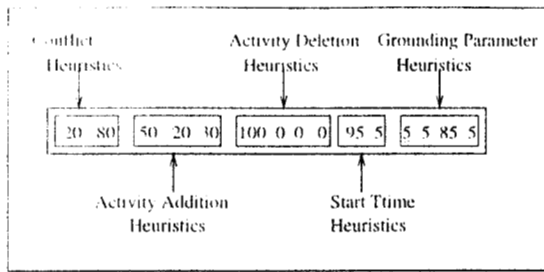 Conflict Activity Deletion Grounding Parameter
Heuristics Heuristics Heuristics
20 80 50 20 30 100 0 0 0 95 5 5 5 85 5
Activity Addition Start Ttime
Heuristics Heuristics